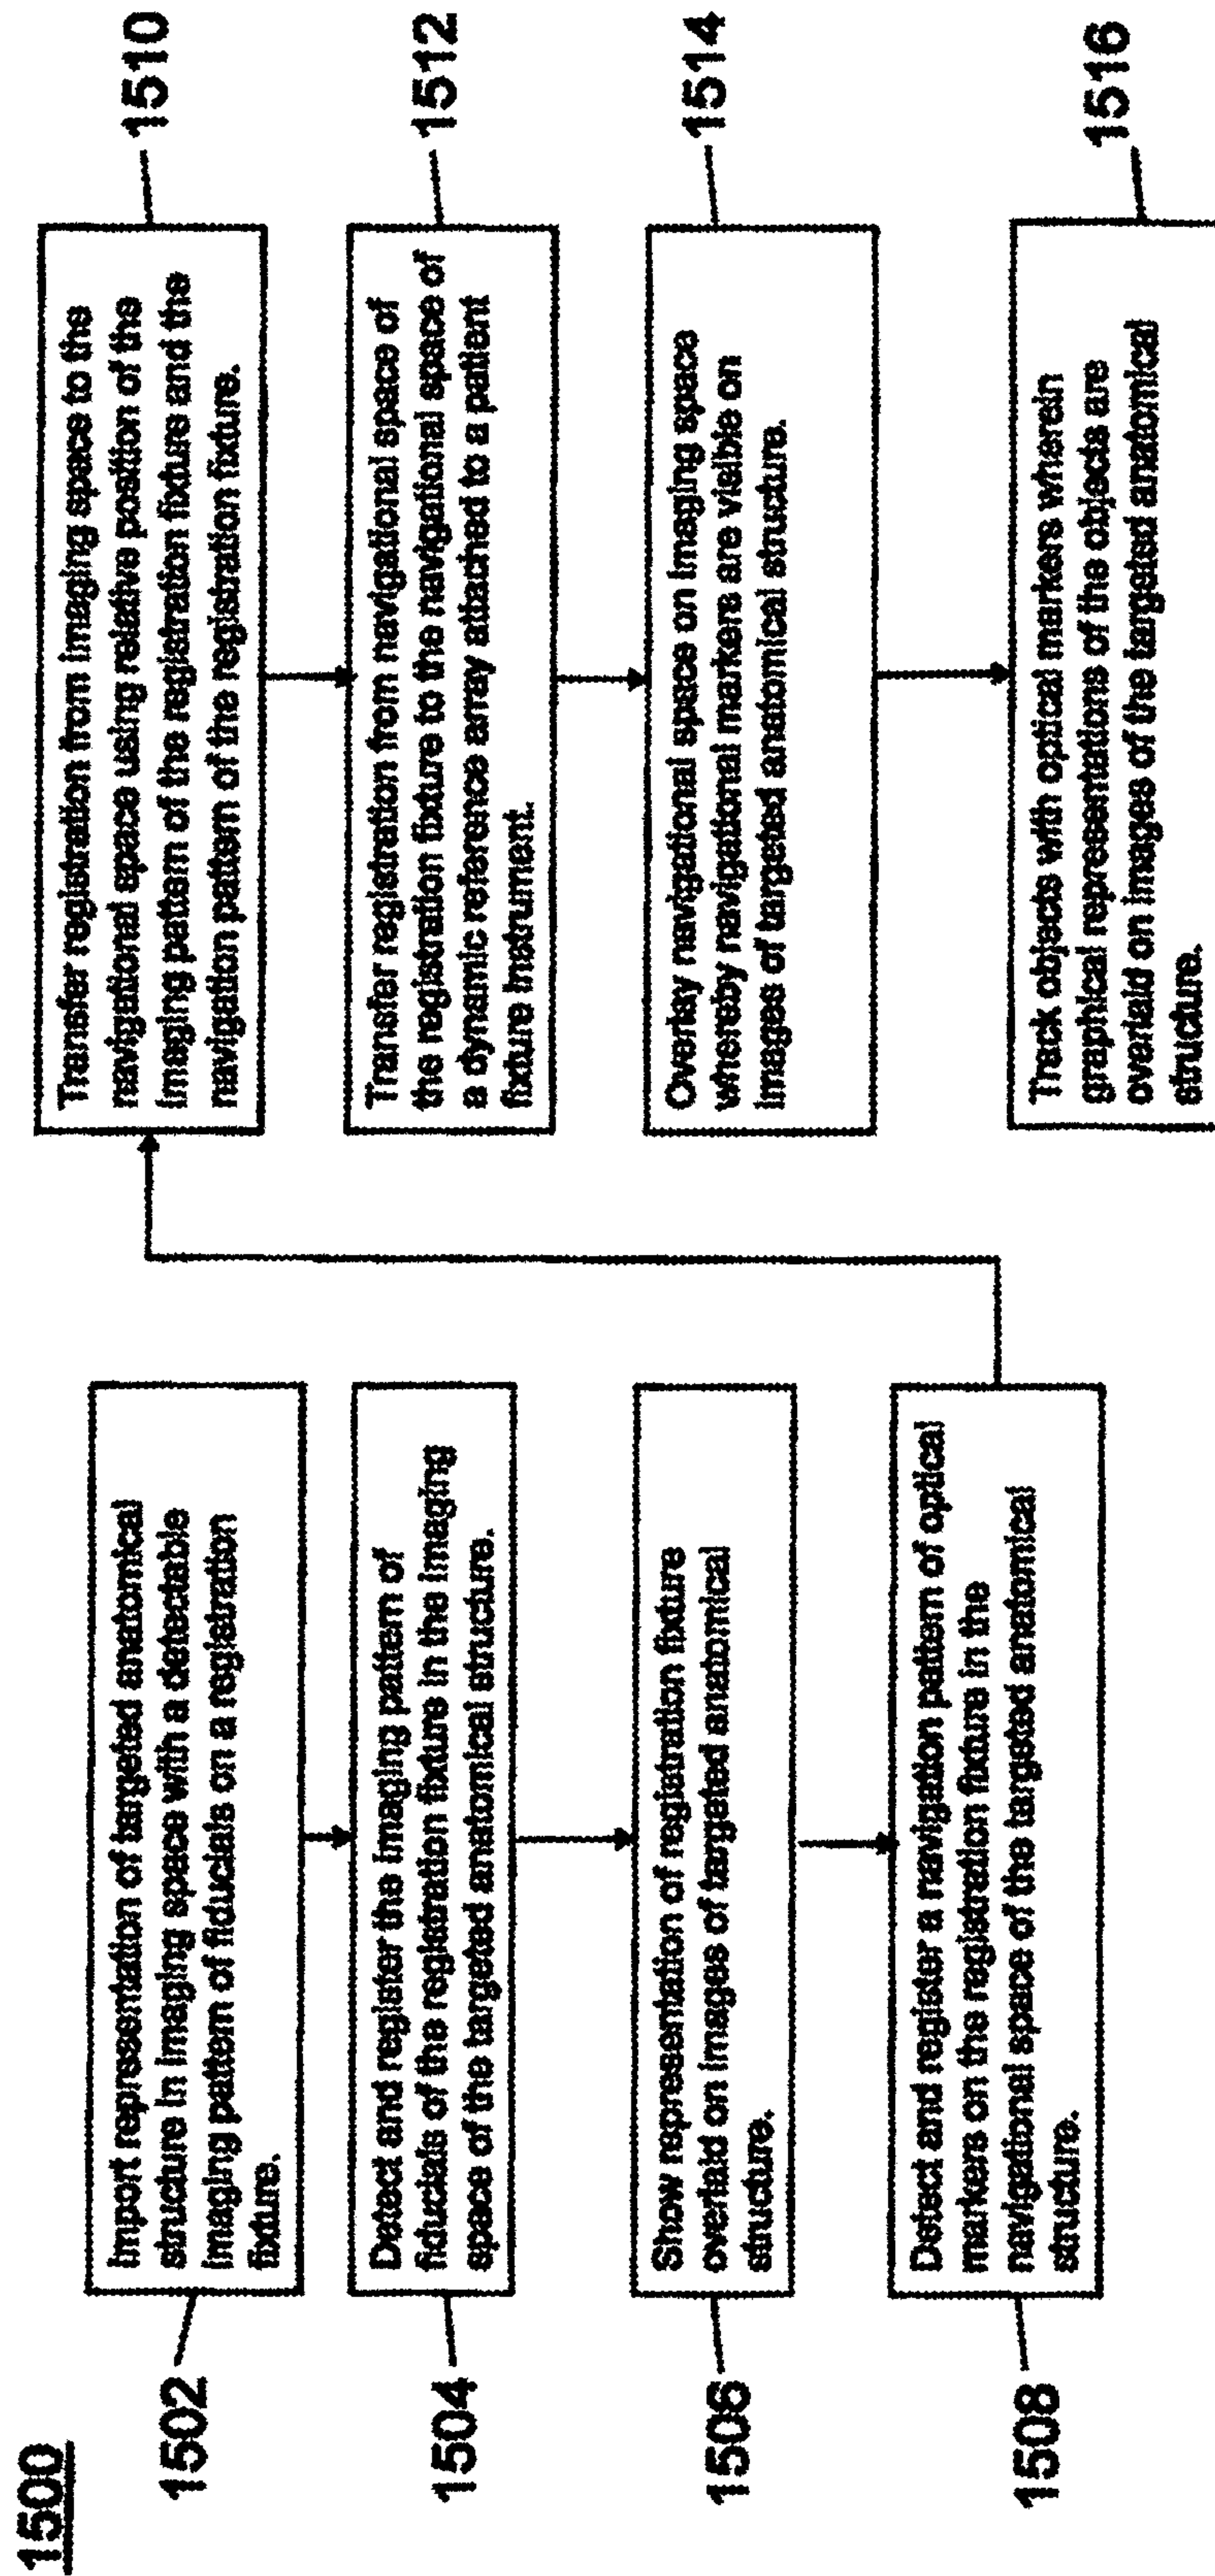 1500
1502
Import representation of targeted anatomical
structure in imaging space with a detectable
imaging pattern of fiducials on a registration
fixture.
1504
Detect and register the imaging pattern of
fiducials of the registration fixture in the imaging
space of the targeted anatomical structure.
1506
Show representation of registration fixture
overlaid on images of targeted anatomical
structure.
1508
Detect and register a navigation pattern of optical
markers on the registration fixture in the
navigational space of the targeted anatomical
structure.
1510
Transfer registration from imaging space to the
navigational space using relative position of the
imaging pattern of the registration fixture and the
navigation pattern of the registration fixture.
1512
Transfer registration from navigational space of
the registration fixture to the navigational space of
a dynamic reference array attached to a patient
fixture instrument.
1514
Overlay navigational space on imaging space
whereby navigational markers are visible on
images of targeted anatomical structure.
1516
Track objects with optical markers wherein
graphical representations of the objects are
overlaid on images of the targeted anatomical
structure.